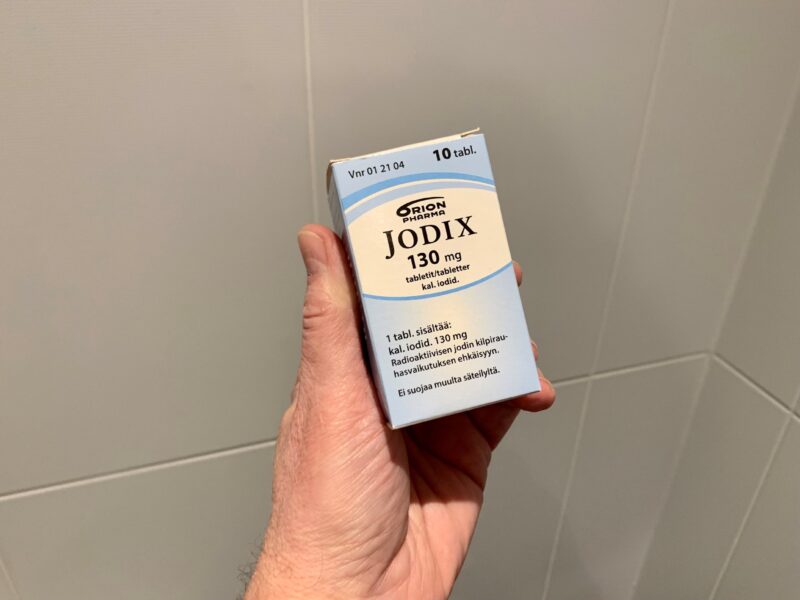 Vnr 01 21 04
10 tabl.
ORION
PHARMA
JODIX
130 mg
tabletit/tabletter
kal. iodid.
1 tabl. sisältää:
kal. iodid. 130 mg
Radioaktiivisen jodin kilpirau-
hasvaikutuksen ehkäisyyn.
Ei suojaa muulta säteilyltä.